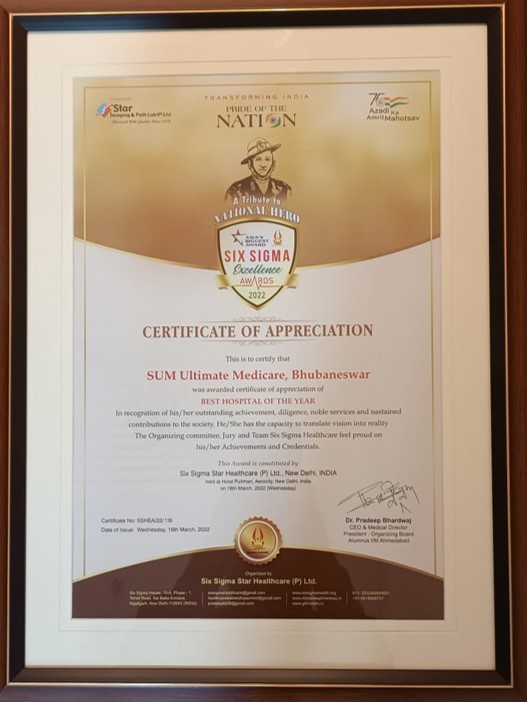 Star
Imaging & Path Lab(P)Ltd
TRANSFORMING INDIA
PRIDE OF THE
NATION
Azadi Ka
Amrit Mahotsav
A Tribute to
NATIONAL HERO
ASIA'S
BIGGEST
AWARD
SIX SIGMA
Excellence
AWARDS
2022
CERTIFICATE OF APPRECIATION
This is to certify that
SUM Ultimate Medicare, Bhubaneswar
was awarded certificate of appreciation of
BEST HOSPITAL OF THE YEAR
In recognition of his/her outstanding achievement, diligence, noble services and sustained
contributions to the society. He/She has the capacity to translate vision into reality
The Organizing committee, Jury and Team Six Sigma Healthcare feel proud on
his/her Achievements and Credentials.
This Award is constituted by
Six Sigma Star Healthcare (P) Ltd., New Delhi, INDIA
held at Hotel Pullman, Aerocity, New Delhi, India
on 16th March, 2022 (Wednesday)
Certificate No: SSHEA/22/136
Date of Issue: Wednesday, 16th March, 2022
Dr. Pradeep Bhardwaj
CEO & Medical Director
President : Organizing Board
Alumnus IIM Ahmedabad
Organised by
Six Sigma Star Healthcare (P) Ltd.